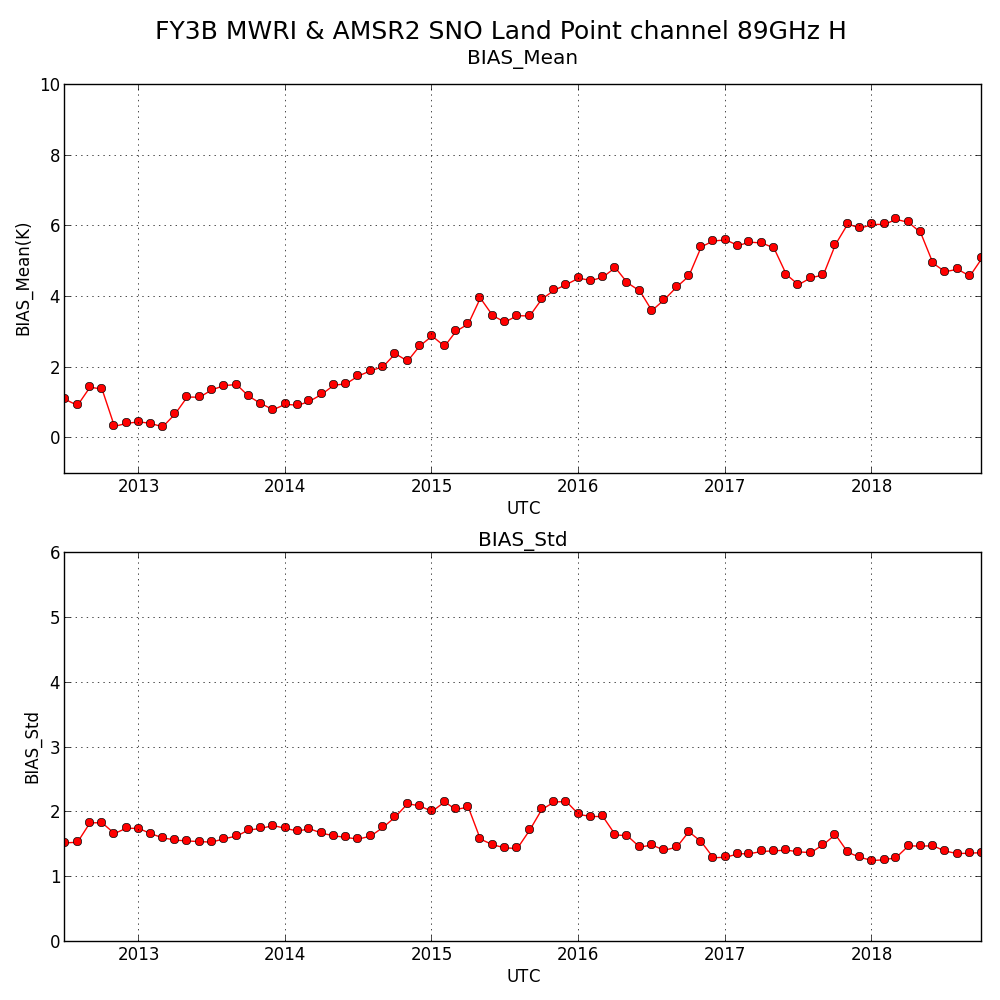 FY3B MWRI & AMSR2 SNO Land Point channel 89GHz H
BIAS_Mean
10
8
6
4
2
0
BIAS_Mean(K)
2013 2014 2015 2016 2017 2018
UTC
BIAS_Std
6
5
4
3
2
1
0
BIAS_Std
2013 2014 2015 2016 2017 2018
UTC